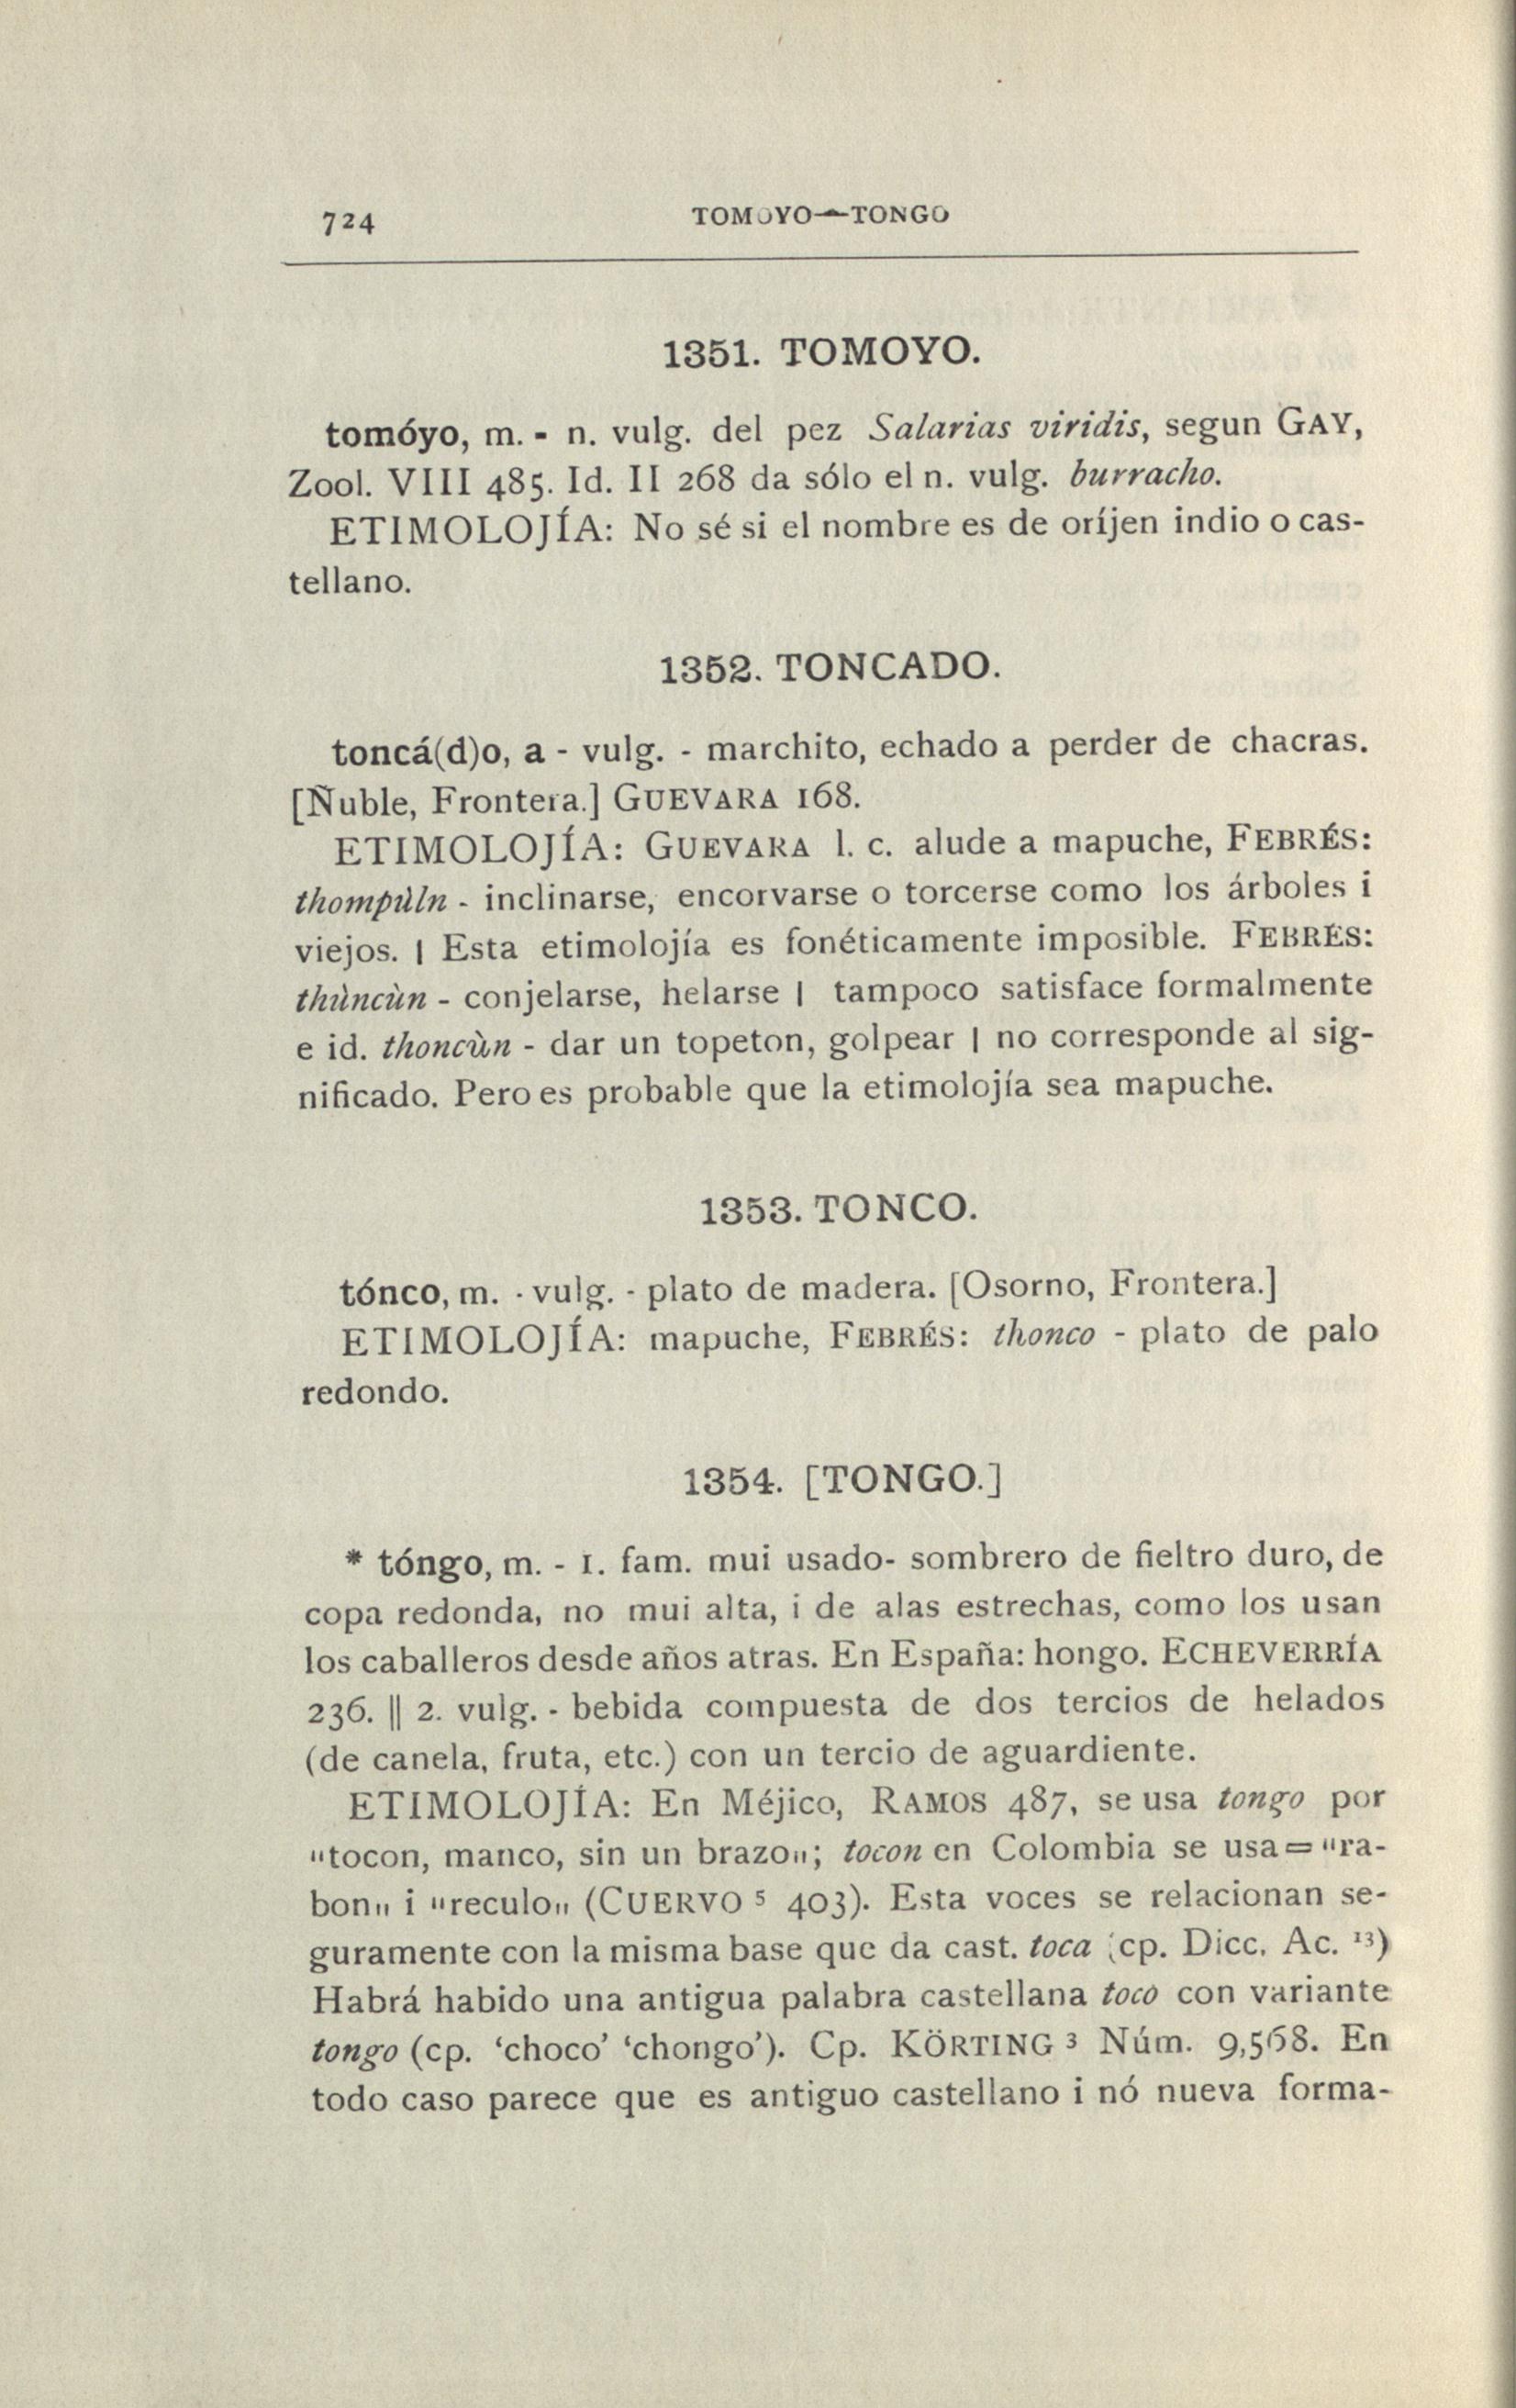 724
TOMOYO—TONGO
1351. TOMOYO.
tomóyo, m. - n. vulg. del pez Salarias viridis, segun GAY,
Zool. VIII 485. Id. II 268 da sólo el n. vulg. burracho.
ETIMOLOJÍA: No sé si el nombre es de oríjen indio o cas-
tellano.
1352. TONCADO.
toncá(d)o, a - vulg. - marchito, echado a perder de chacras.
[Ñuble, Frontera.] GUEVARA 168.
ETIMOLOJÍA: GUEVARA l. c. alude a mapuche, FEBRÉS:
thompùln - inclinarse, encorvarse o torcerse como los árboles i
viejos. | Esta etimolojía es fonéticamente imposible. FEBRÉS:
thùncùn - conjelarse, helarse | tampoco satisface formalmente
e id. thoncùn - dar un topeton, golpear | no corresponde al sig-
nificado. Pero es probable que la etimolojía sea mapuche.
1353. TONCO.
tónco, m. - vulg. - plato de madera. [Osorno, Frontera.]
ETIMOLOJÍA: mapuche, FEBRÉS: thonco - plato de palo
redondo.
1354. [TONGO.]
* tóngo, m. - 1. fam. mui usado- sombrero de fieltro duro, de
copa redonda, no mui alta, i de alas estrechas, como los usan
los caballeros desde años atras. En España: hongo. ECHEVERRÍA
236. || 2. vulg. - bebida compuesta de dos tercios de helados
(de canela, fruta, etc.) con un tercio de aguardiente.
ETIMOLOJÍA: En Méjico, RAMOS 487, se usa tongo por
"tocon, manco, sin un brazo"; tocon en Colombia se usa = "ra-
bon" i "reculo" (CUERVO ⁵ 403). Esta voces se relacionan se-
guramente con la misma base que da cast. toca (cp. Dicc. Ac. ¹³)
Habrá habido una antigua palabra castellana toco con variante
tongo (cp. ‘choco’ ‘chongo’). Cp. KÖRTING ³ Núm. 9,568. En
todo caso parece que es antiguo castellano i nó nueva forma-